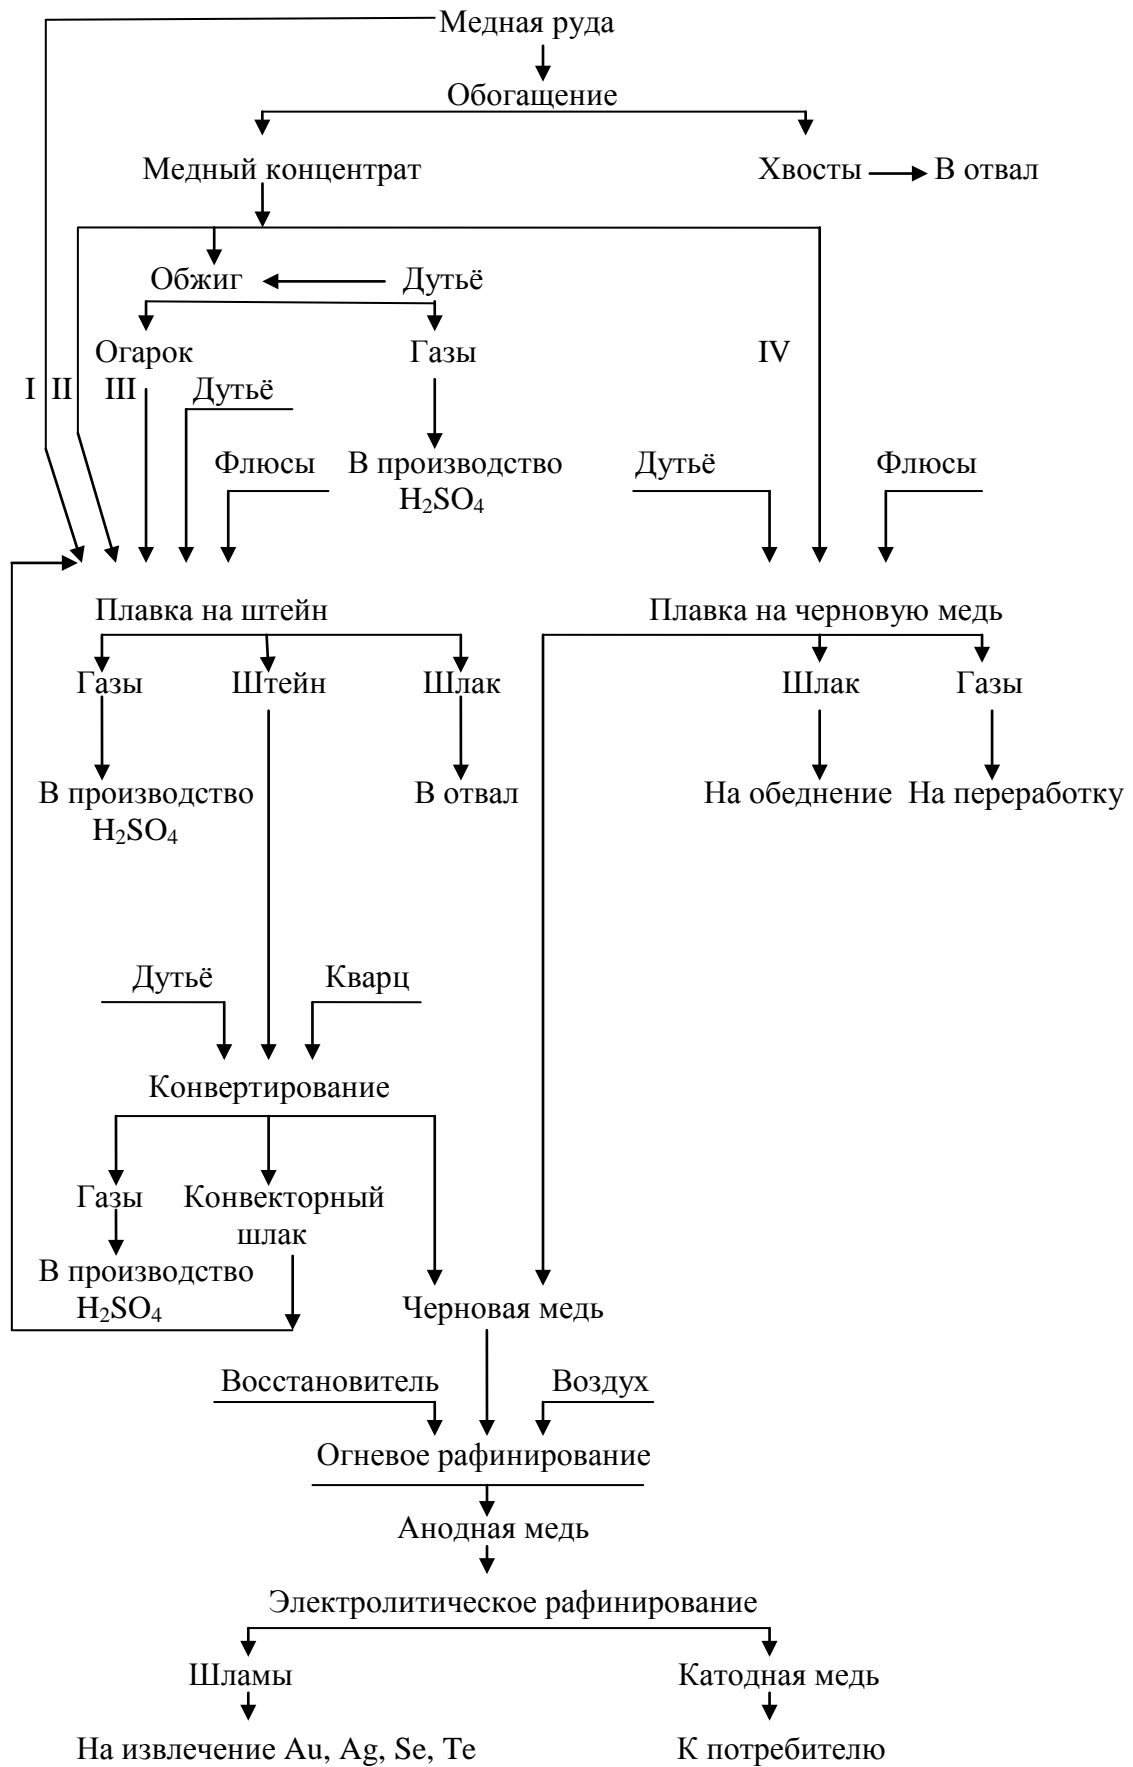 Медная руда
Обогащение
Медный концентрат
Хвосты
В отвал
Обжиг
Дутьё
Огарок
Газы
IV
I
II
III
Дутьё
Флюсы
В производство
H₂SO₄
Дутьё
Флюсы
Плавка на штейн
Плавка на черновую медь
Газы
Штейн
Шлак
Шлак
Газы
В производство
H₂SO₄
В отвал
На обеднение
На переработку
Дутьё
Кварц
Конвертирование
Газы
Конвекторный
шлак
В производство
H₂SO₄
Черновая медь
Восстановитель
Воздух
Огневое рафинирование
Анодная медь
Электролитическое рафинирование
Шламы
Катодная медь
На извлечение Au, Ag, Se, Te
К потребителю